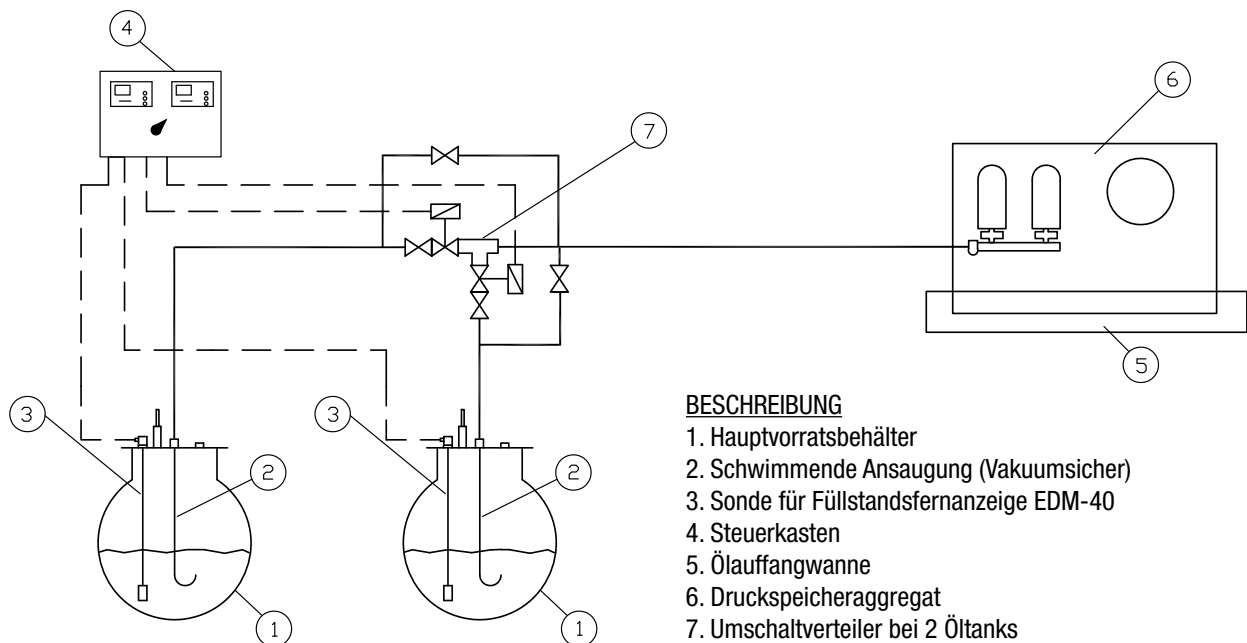 4
6
7
5
3
2
3
2
1
1
BESCHREIBUNG
1. Hauptvorratsbehälter
2. Schwimmende Ansaugung (Vakuumsicher)
3. Sonde für Füllstandsfernanzeige EDM-40
4. Steuerkasten
5. Ölauffangwanne
6. Druckspeicheraggregat
7. Umschaltverteiler bei 2 Öltanks